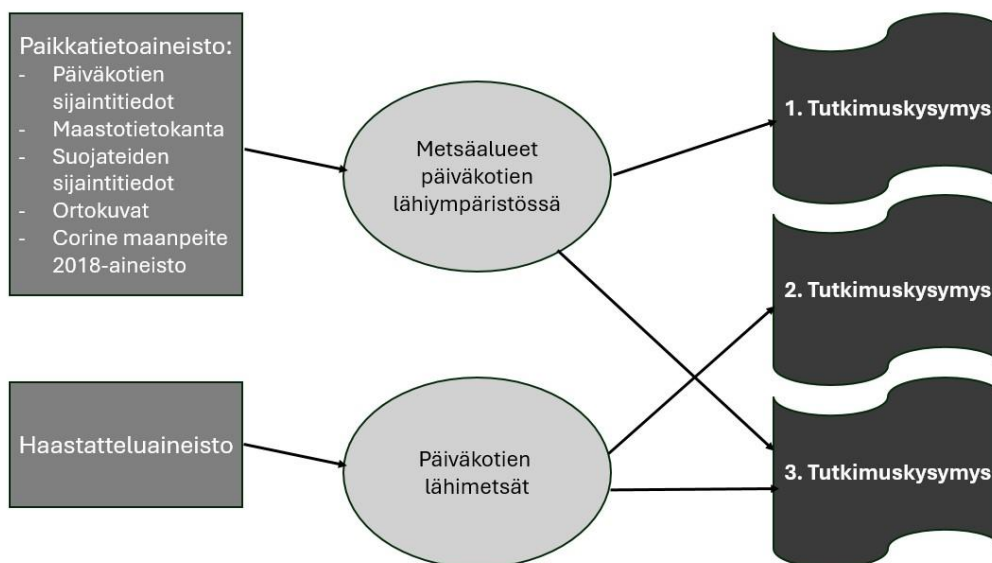 Paikkatietoaineisto:
- Päiväkotien
sijaintitiedot
- Maastotietokanta
- Suojateiden
sijaintitiedot
- Ortokuvat
- Corine maanpeite
2018-aineisto
Metsäalueet
päiväkotien
lähiympäristössä
1. Tutkimuskysymys
2. Tutkimuskysymys
Haastatteluaineisto
Päiväkotien
lähimetsät
3. Tutkimuskysymys